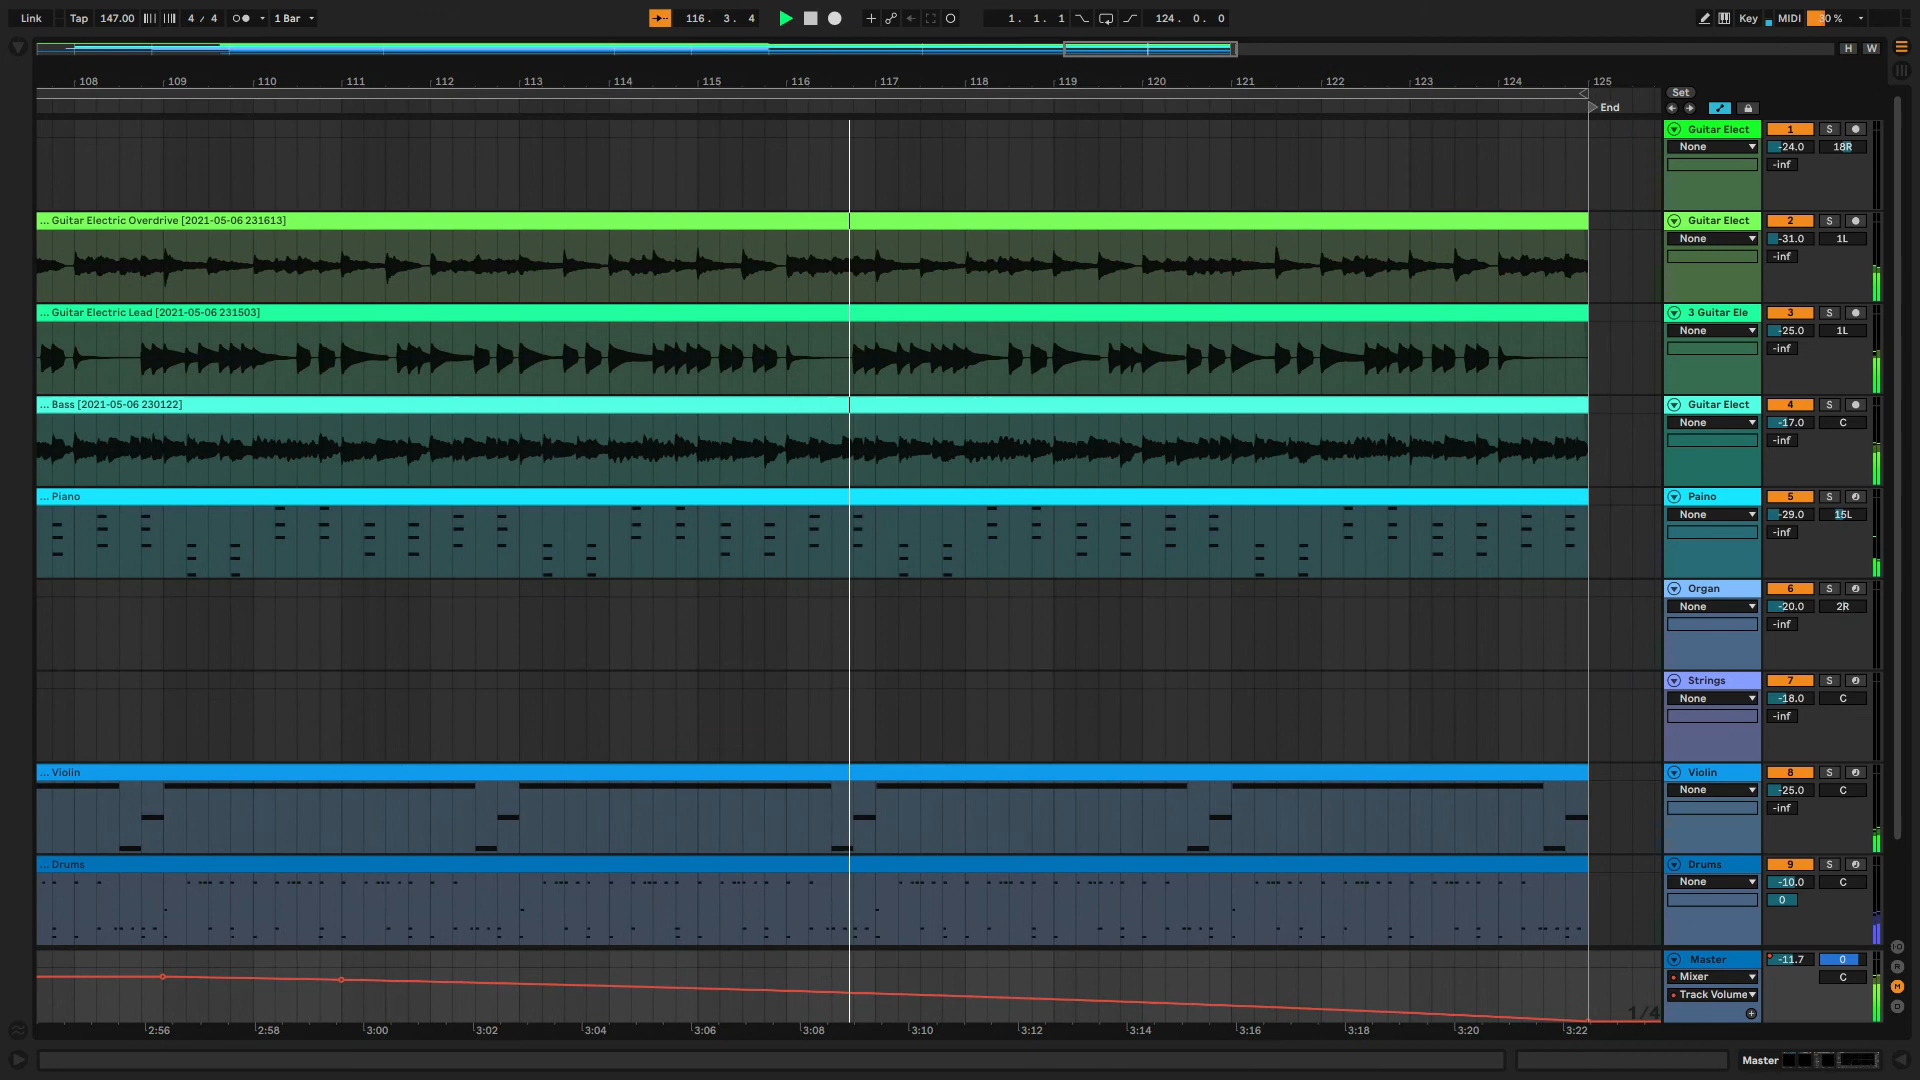 Link Tap 147.00 4 / 4 1 Bar 116. 3. 4 1. 1. 1 124. 0. 0 Key MIDI 30 %
H W
108 109 110 111 112 113 114 115 116 117 118 119 120 121 122 123 124 125
Set
End
Guitar Elect 1 S
None -24.0 18R
-inf
... Guitar Electric Overdrive [2021-05-06 231613] Guitar Elect 2 S
None -31.0 1L
-inf
... Guitar Electric Lead [2021-05-06 231503] 3 Guitar Ele 3 S
None -25.0 1L
-inf
... Bass [2021-05-06 230122] Guitar Elect 4 S
None -17.0 C
-inf
... Piano Paino 5 S
None -29.0 15L
-inf
Organ 6 S
None -20.0 2R
-inf
Strings 7 S
None -18.0 C
-inf
... Violin Violin 8 S
None -25.0 C
-inf
... Drums Drums 9 S
None -10.0 C
0
Master -11.7 0
Mixer C
Track Volume
1/4
2:56 2:58 3:00 3:02 3:04 3:06 3:08 3:10 3:12 3:14 3:16 3:18 3:20 3:22
I·O
R
M
D
Master